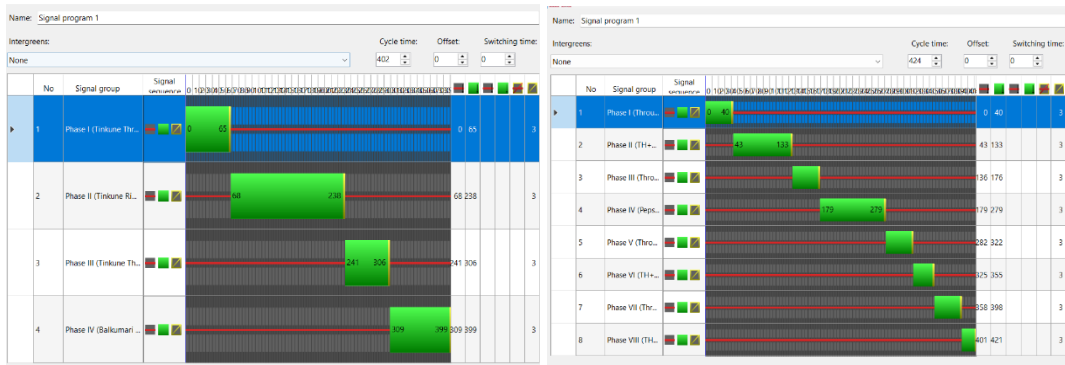 Name: Signal program 1
Intergreens:
Cycle time:
Offset:
Switching time:
None
402
0
0
No
Signal group
Signal
sequence
1
Phase I (Tinkune Thr...
0
65
0 65
3
2
Phase II (Tinkune Ri...
68
238
68 238
3
3
Phase III (Tinkune Th...
241 306
241 306
3
4
Phase IV (Balkumari ...
309
399
309 399
3
Name: Signal program 1
Intergreens:
Cycle time:
Offset:
Switching time:
None
424
0
0
No
Signal group
Signal
sequence
1
Phase I (Throu...
0 40
0 40
3
2
Phase II (TH+...
43 133
43 133
3
3
Phase III (Thro...
136 176
3
4
Phase IV (Peps...
179 279
179 279
3
5
Phase V (Thro...
282 322
3
6
Phase VI (TH+...
325 355
3
7
Phase VII (Thr...
358 398
3
8
Phase VIII (TH...
401 421
3